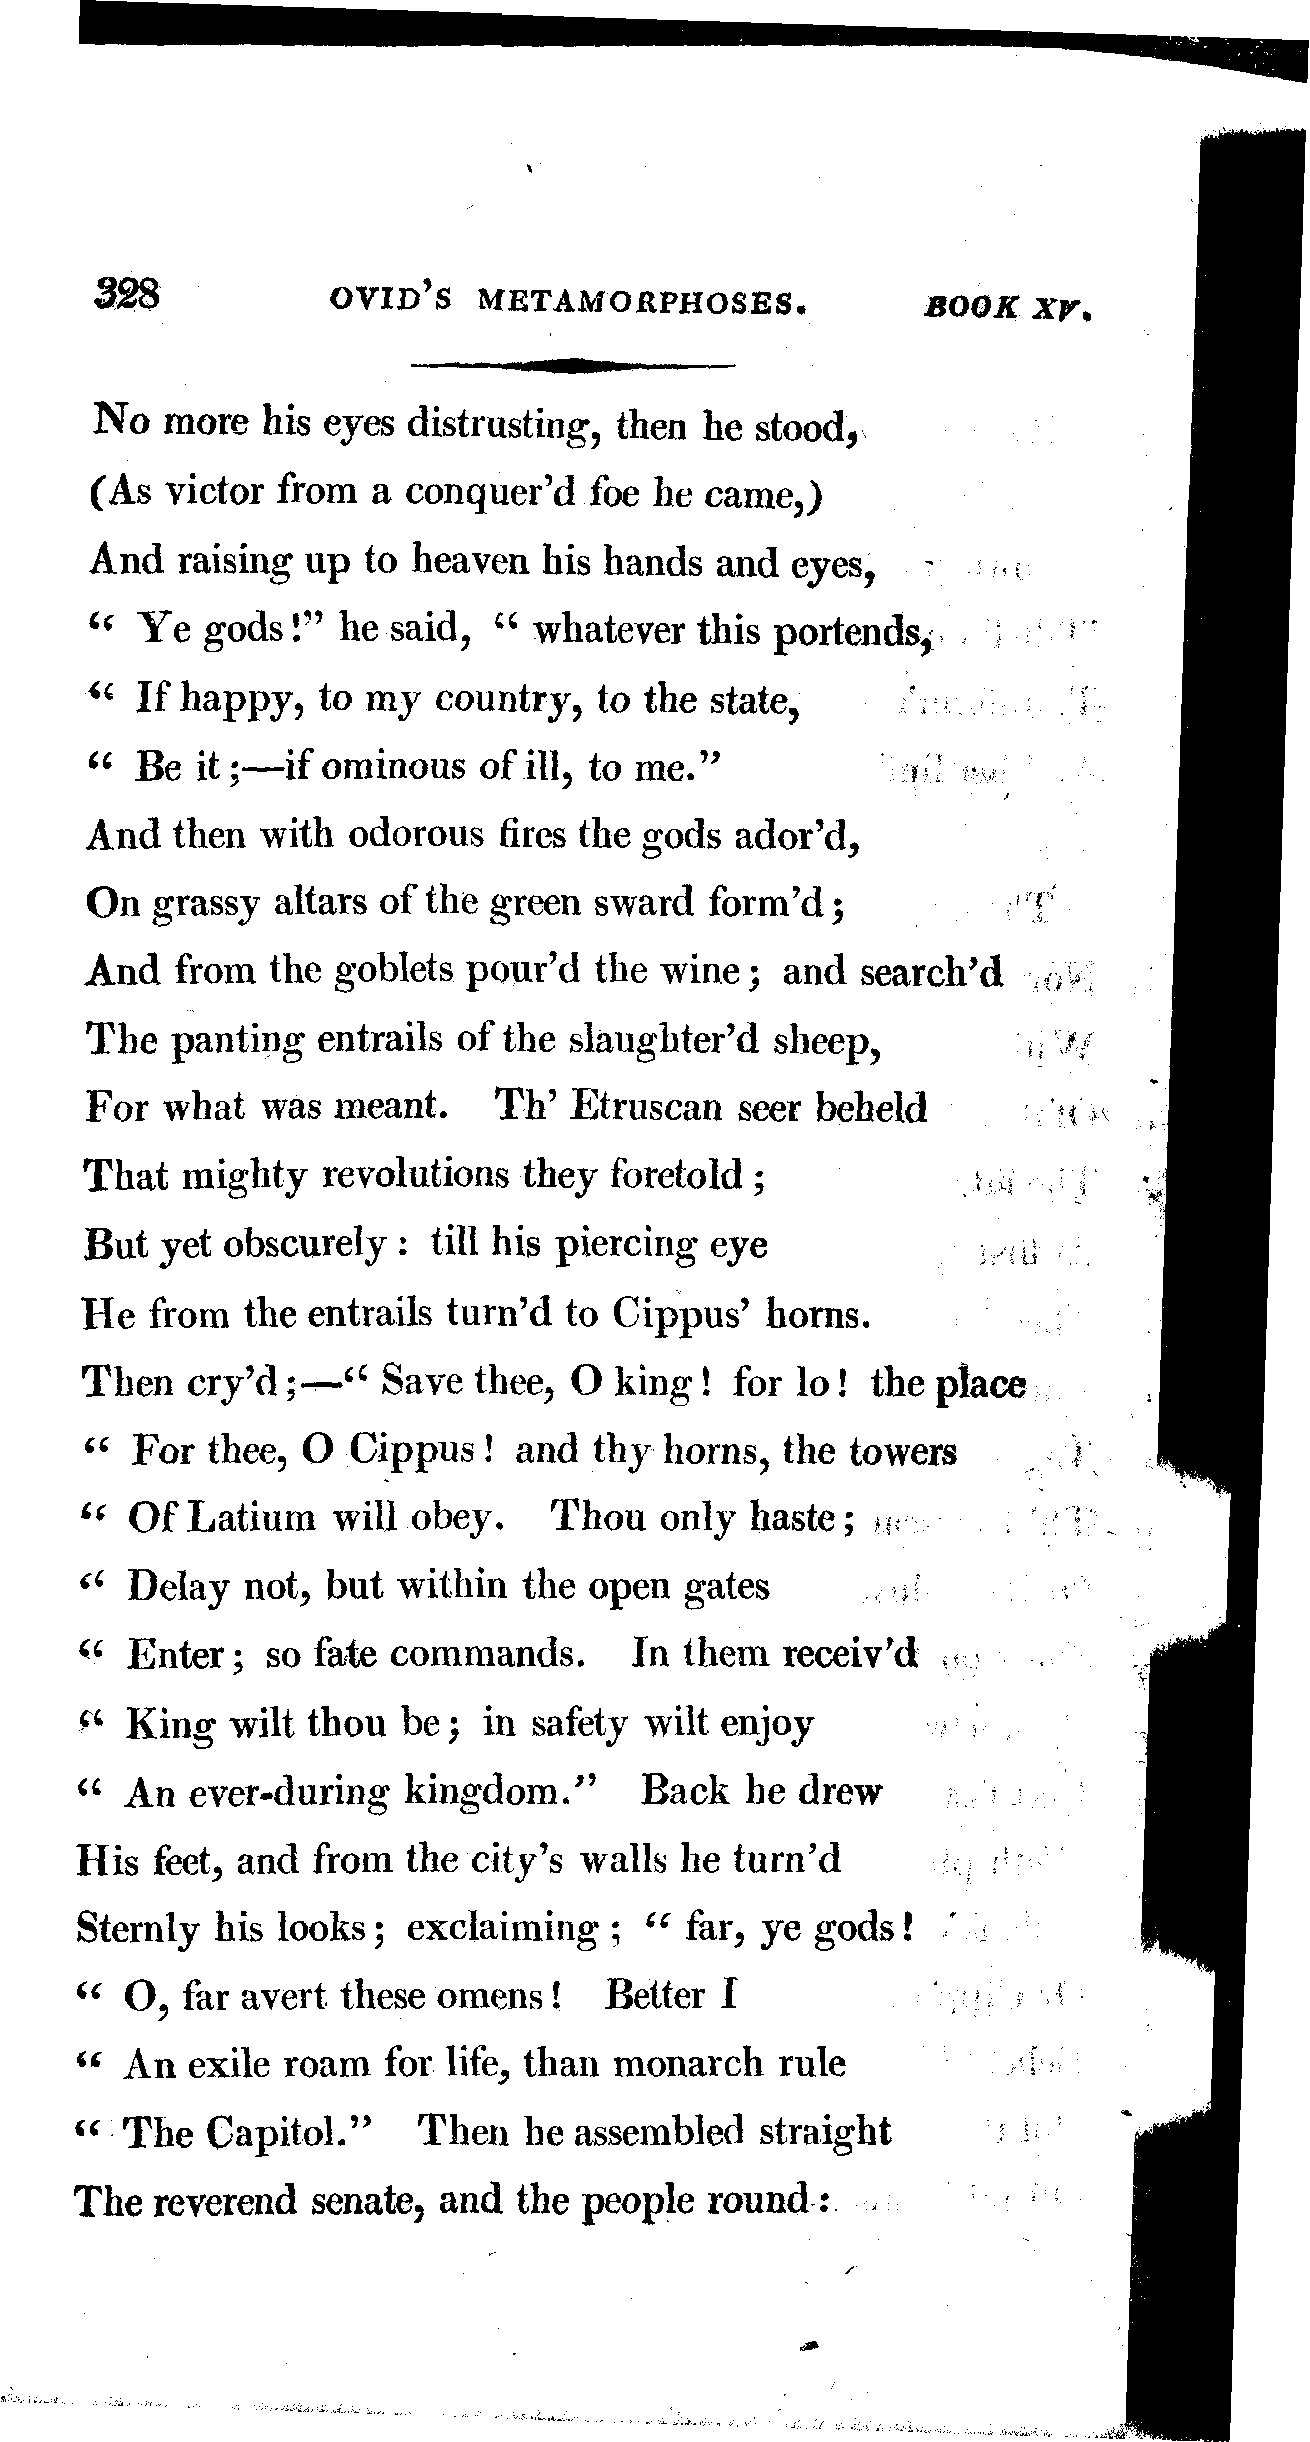 328 OVID'S METAMORPHOSES. BOOK XV.
No more his eyes distrusting, then he stood,
(As victor from a conquer'd foe he came,)
And raising up to heaven his hands and eyes,
“ Ye gods!” he said, “ whatever this portends,
“ If happy, to my country, to the state,
“ Be it;—if ominous of ill, to me.”
And then with odorous fires the gods ador'd,
On grassy altars of the green sward form'd;
And from the goblets pour'd the wine; and search'd
The panting entrails of the slaughter'd sheep,
For what was meant. Th' Etruscan seer beheld
That mighty revolutions they foretold;
But yet obscurely: till his piercing eye
He from the entrails turn'd to Cippus' horns.
Then cry'd;—“ Save thee, O king! for lo! the place
“ For thee, O Cippus! and thy horns, the towers
“ Of Latium will obey. Thou only haste;
“ Delay not, but within the open gates
“ Enter; so fate commands. In them receiv'd
“ King wilt thou be; in safety wilt enjoy
“ An ever-during kingdom.” Back he drew
His feet, and from the city's walls he turn'd
Sternly his looks; exclaiming; “ far, ye gods!
“ O, far avert these omens! Better I
“ An exile roam for life, than monarch rule
“ The Capitol.” Then he assembled straight
The reverend senate, and the people round: